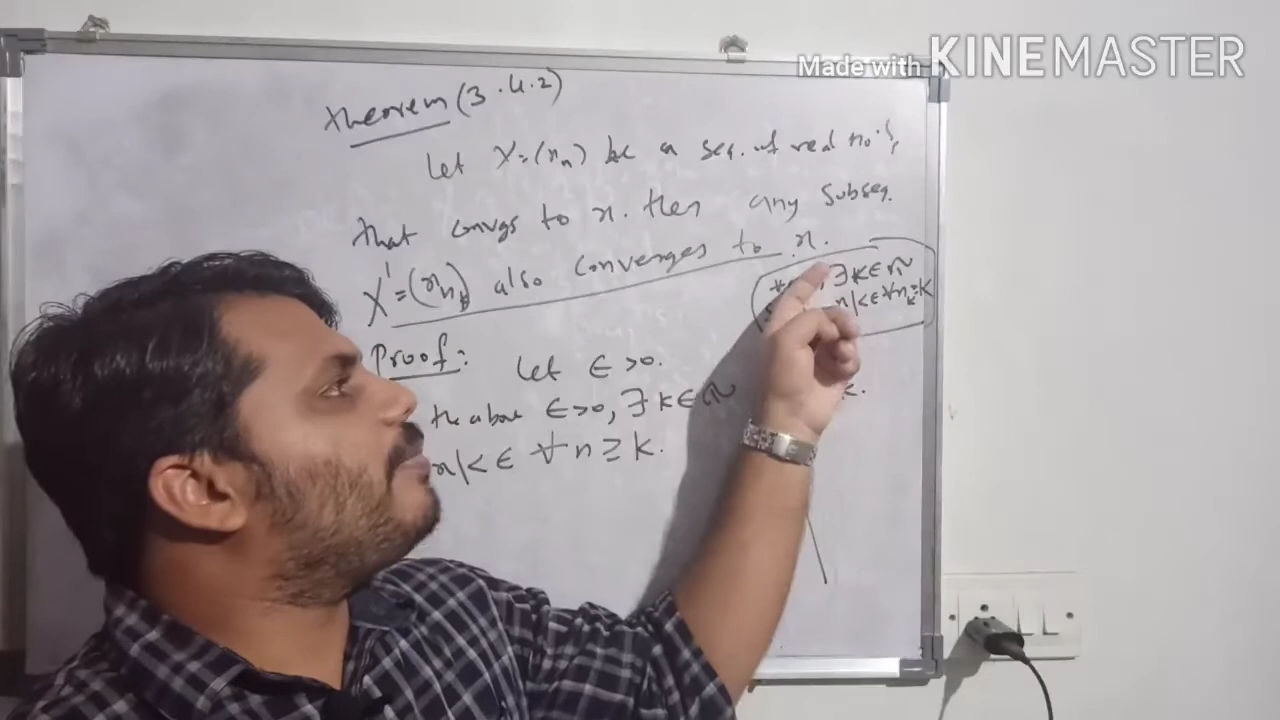 Made with KINEMASTER
Theorem (3.4.2)
Let X=(xₙ) be a seq. of real no's,
that convgs to x. then any subseq.
X'=(xₙₖ) also converges to x.
∃ k∈ℕ
x|<∈ ∀ nₖ≥k
Proof: Let ∈>0.
the above ∈>0, ∃ k∈ℕ
x|<∈ ∀ n≥k.